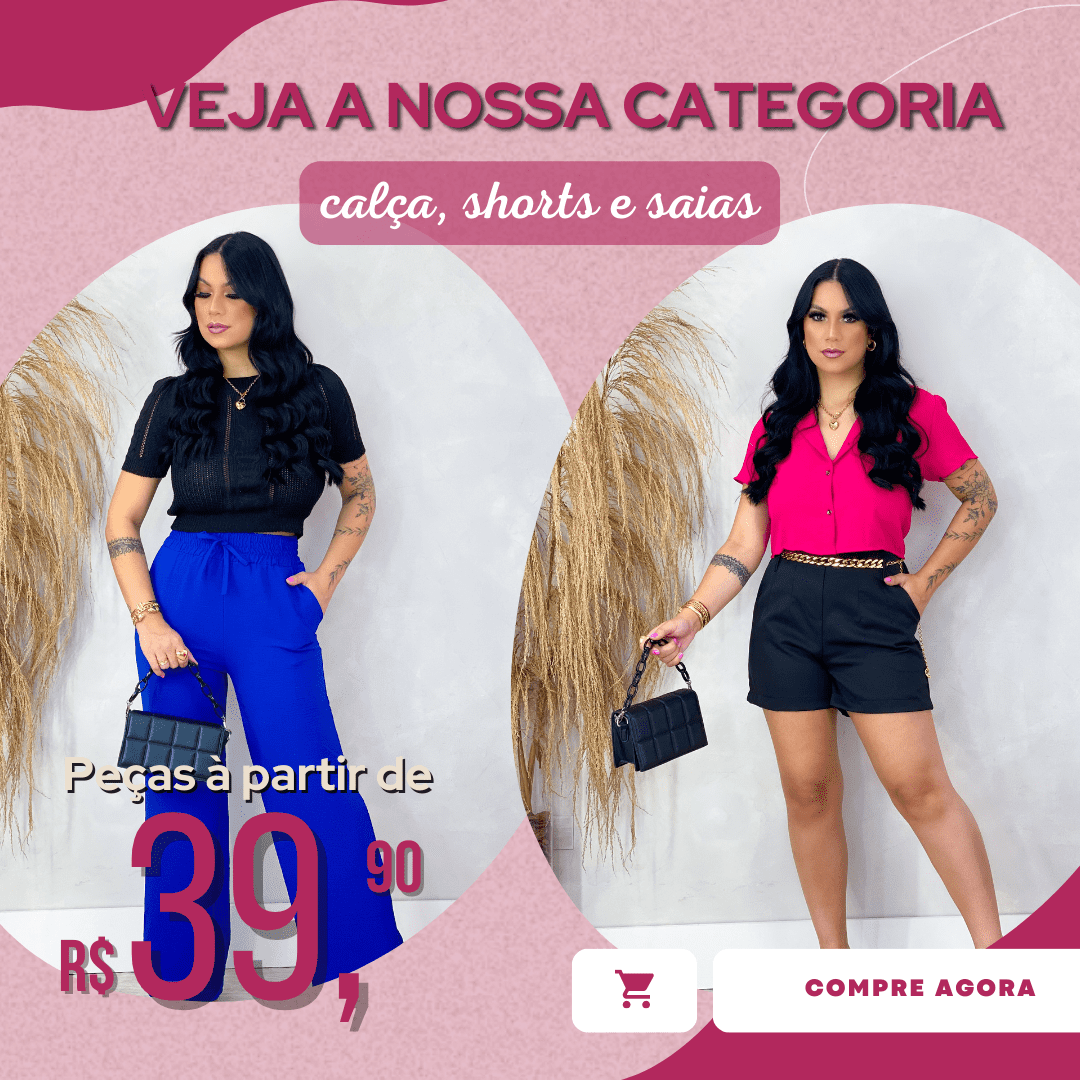 VEJA A NOSSA CATEGORIA
calça, shorts e saias
Peças à partir de
R$ 39,90
COMPRE AGORA